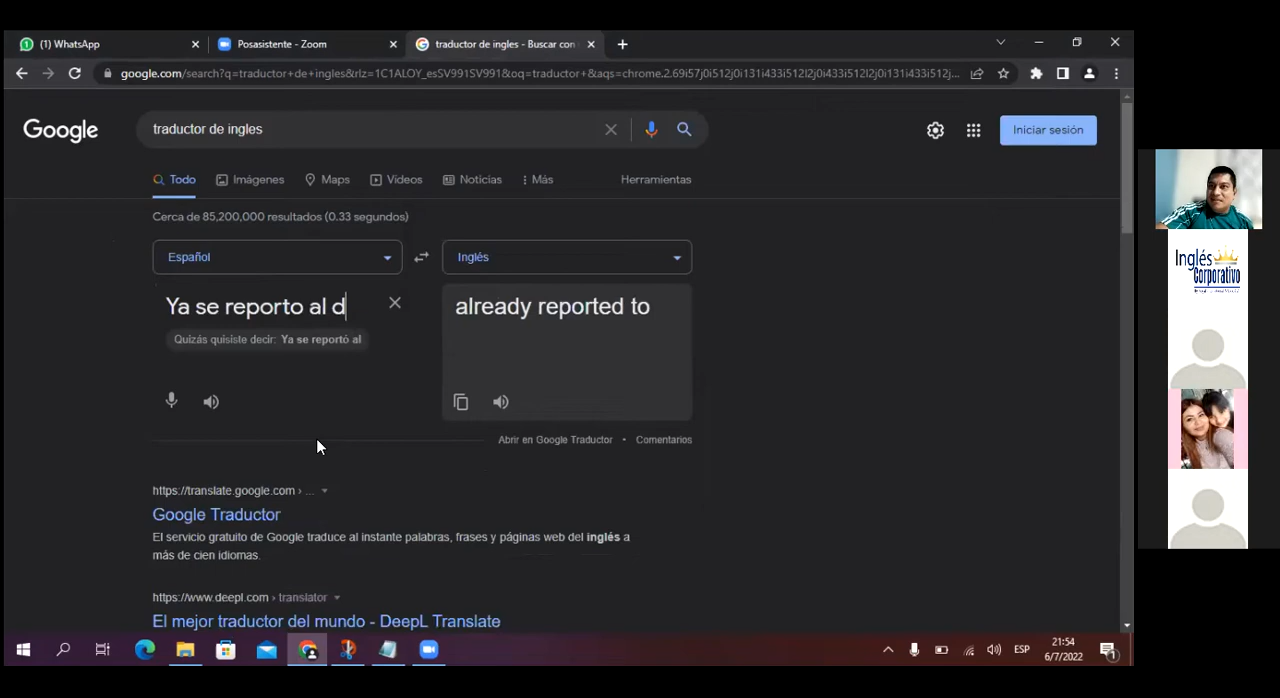 (1) WhatsApp
Posasistente - Zoom
traductor de ingles - Buscar con
google.com/search?q=traductor+de+ingles&rlz=1C1ALOY_esSV991SV991&oq=traductor+&aqs=chrome.2.69i57j0i512j0i131i433i512l2j0i433i512l2j0i131i433i512j...
Google
traductor de ingles
Iniciar sesión
Todo
Imágenes
Maps
Videos
Noticias
Más
Herramientas
Cerca de 85,200,000 resultados (0.33 segundos)
Español
Inglés
Ya se reporto al d
already reported to
Quizás quisiste decir: Ya se reportó al
Abrir en Google Traductor • Comentarios
https://translate.google.com › ...
Google Traductor
El servicio gratuito de Google traduce al instante palabras, frases y páginas web del inglés a
más de cien idiomas.
https://www.deepl.com › translator
El mejor traductor del mundo - DeepL Translate
ESP
21:54
6/7/2022
1
Inglés
Corporativo